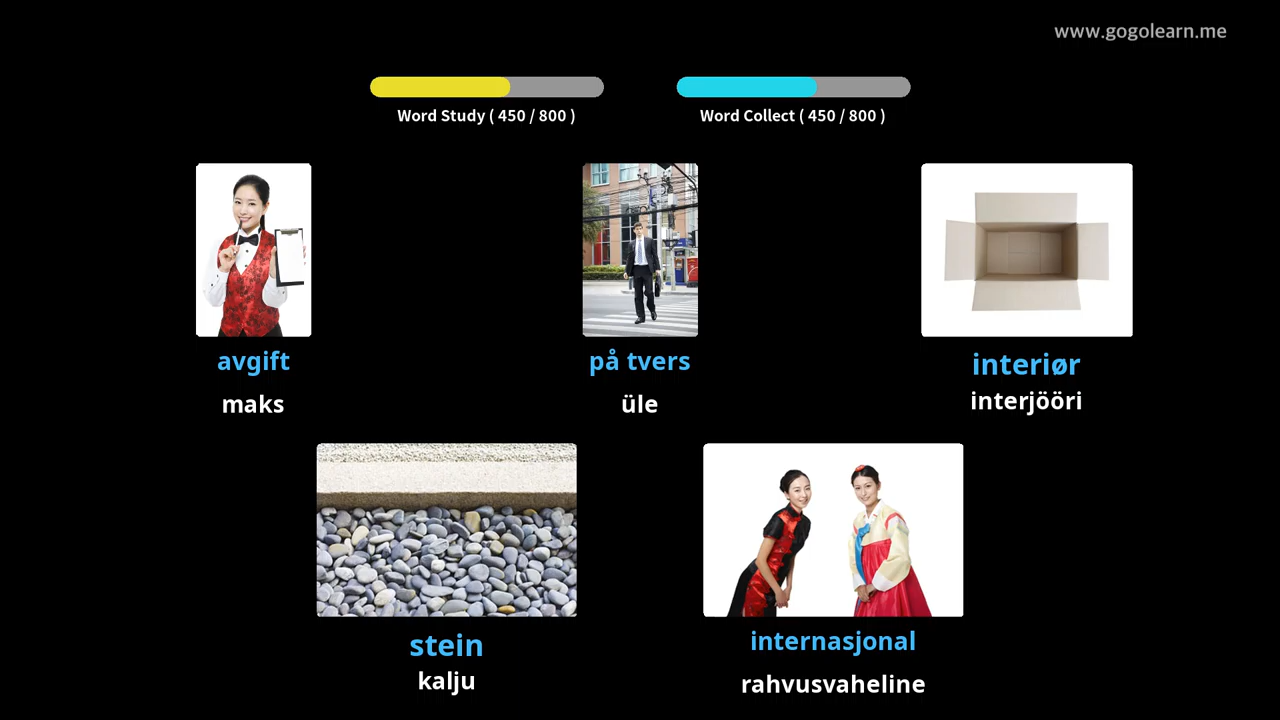 www.gogolearn.me
Word Study ( 450 / 800 )
Word Collect ( 450 / 800 )
avgift
maks
på tvers
üle
interiør
interjööri
stein
kalju
internasjonal
rahvusvaheline